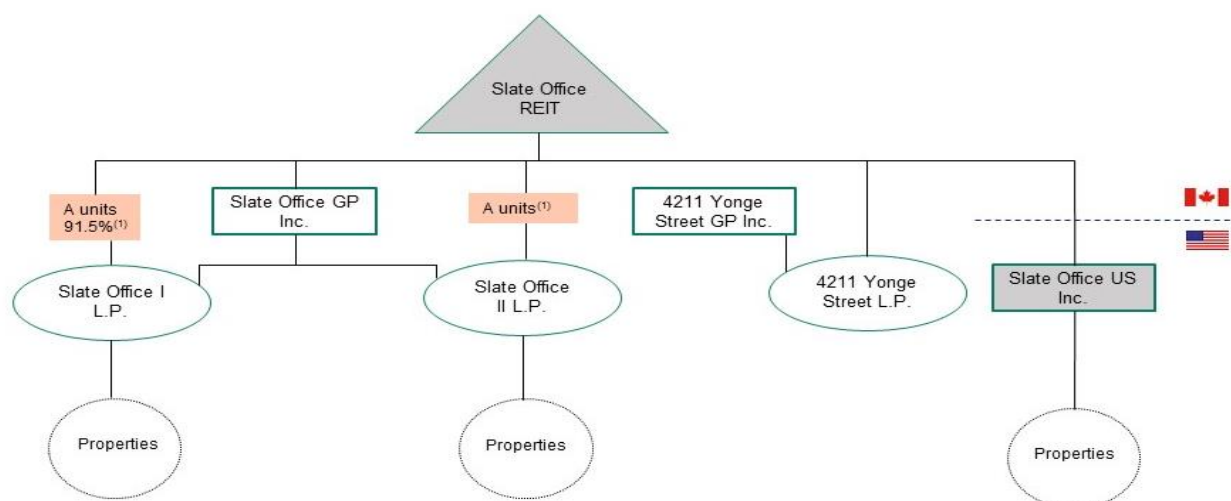 Slate Office
REIT
A units
91.5%(1)
Slate Office GP
Inc.
A units(1)
4211 Yonge
Street GP Inc.
Slate Office I
L.P.
Slate Office
II L.P.
4211 Yonge
Street L.P.
Slate Office US
Inc.
Properties
Properties
Properties